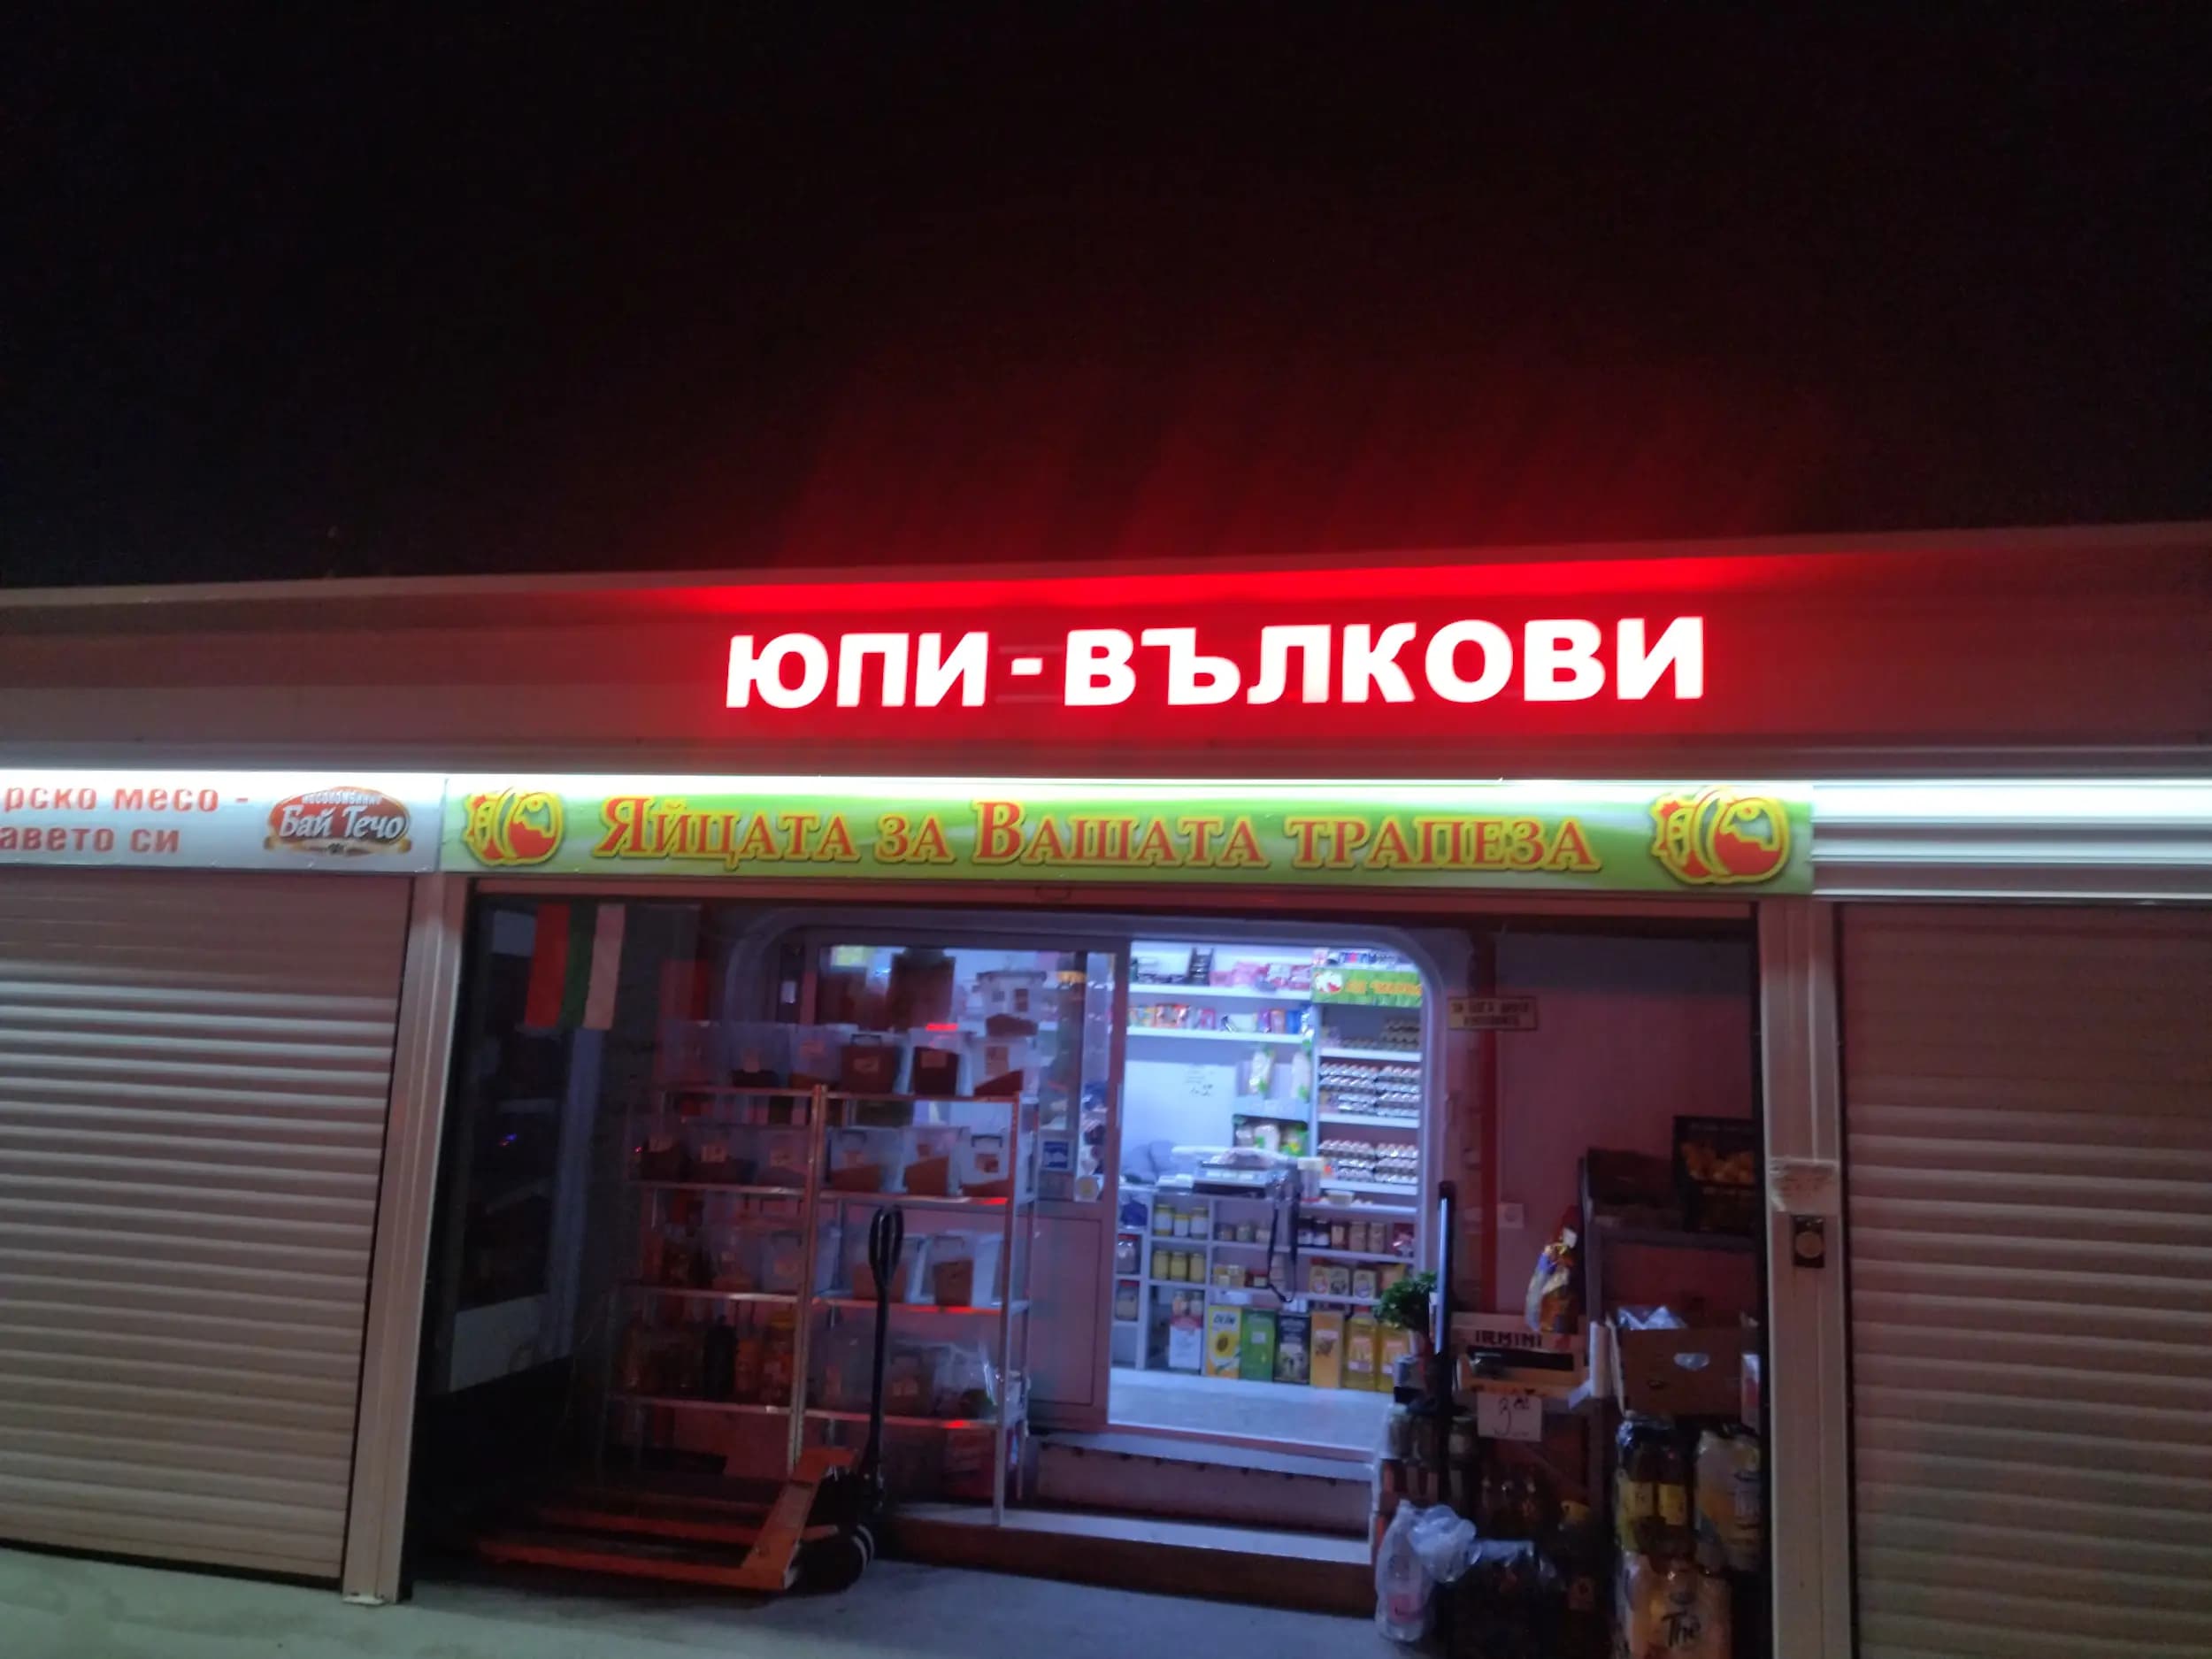 ЮПИ - ВЪЛКОВИ
рско месо -
авето си
Бай Течо
Яйцата за Вашата трапеза